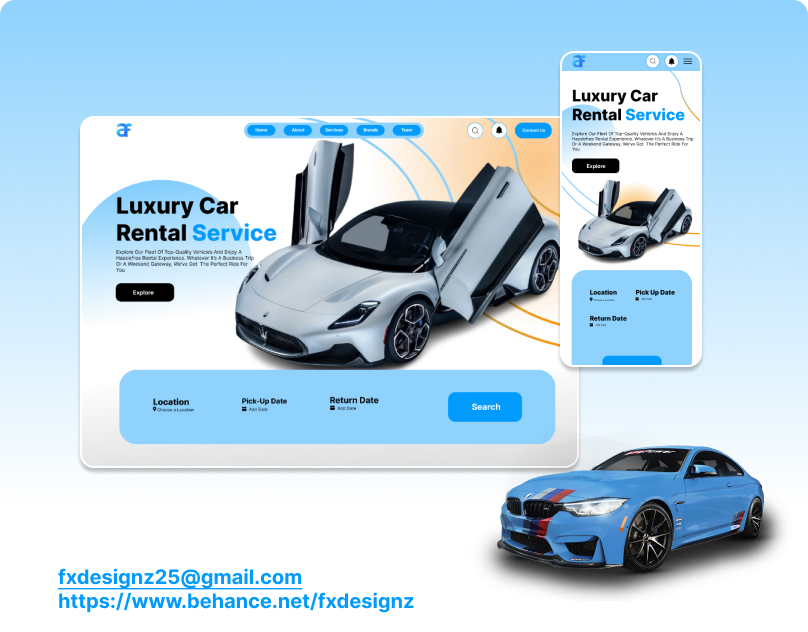 Home About Services Brands Team Contact Us
Luxury Car
Rental Service
Explore Our Fleet Of Top-Quality Vehicles And Enjoy A
Hasslefree Rental Experience. Whatever It's A Business Trip
Or A Weekend Gateway, We've Got The Perfect Ride For
You
Explore
Location
Choose a Location
Pick-Up Date
Add Date
Return Date
Add Date
Search
Luxury Car
Rental Service
Explore Our Fleet Of Top-Quality Vehicles And Enjoy A
Hasslefree Rental Experience. Whatever It's A Business Trip
Or A Weekend Gateway, We've Got The Perfect Ride For
You
Explore
Location
Choose a Location
Pick Up Date
Add Date
Return Date
Add Date
fxdesignz25@gmail.com
https://www.behance.net/fxdesignz